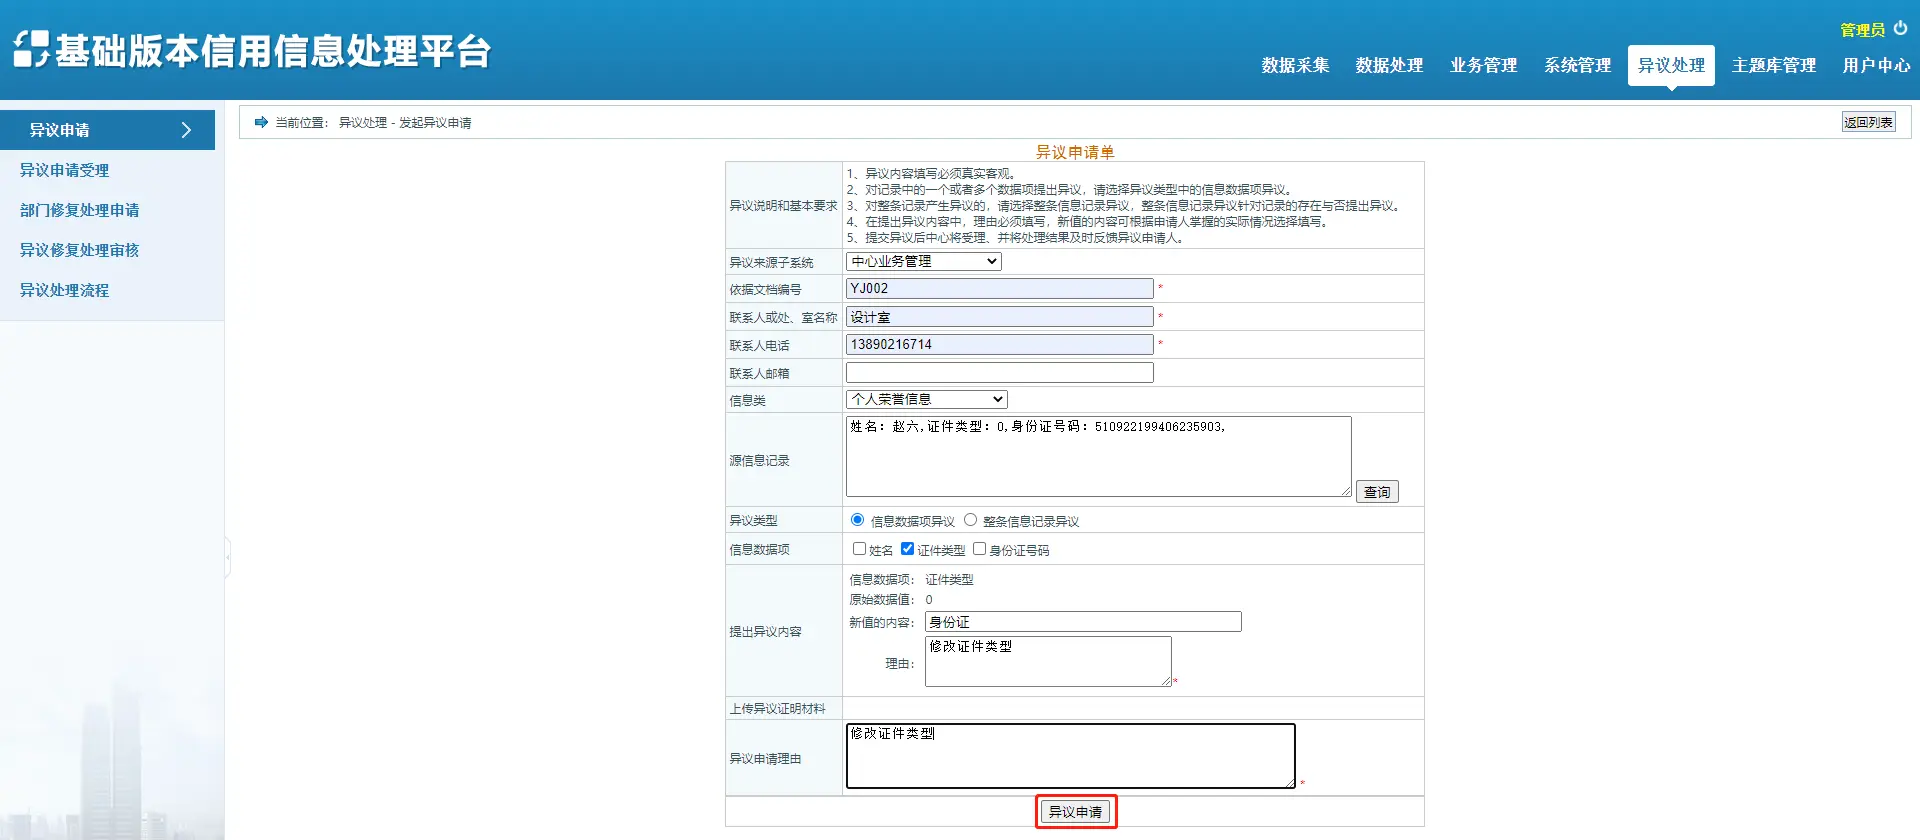 基础版本信用信息处理平台
管理员
数据采集 数据处理 业务管理 系统管理 异议处理 主题库管理 用户中心
异议申请
异议申请受理
部门修复处理申请
异议修复处理审核
异议处理流程
当前位置： 异议处理 - 发起异议申请
返回列表
异议申请单
异议说明和基本要求
1、异议内容填写必须真实客观。
2、对记录中的一个或者多个数据项提出异议，请选择异议类型中的信息数据项异议。
3、对整条记录产生异议的，请选择整条信息记录异议，整条信息记录异议针对记录的存在与否提出异议。
4、在提出异议内容中，理由必须填写，新值的内容可根据申请人掌握的实际情况选择填写。
5、提交异议后中心将受理、并将处理结果及时反馈异议申请人。
异议来源子系统 中心业务管理
依据文档编号 YJ002 *
联系人或处、室名称 设计室 *
联系人电话 13890216714 *
联系人邮箱
信息类 个人荣誉信息
源信息记录 姓名：赵六,证件类型：0,身份证号码：510922199406235903,
查询
异议类型 信息数据项异议 整条信息记录异议
信息数据项 姓名 证件类型 身份证号码
提出异议内容
信息数据项： 证件类型
原始数据值： 0
新值的内容： 身份证
理由： 修改证件类型 *
上传异议证明材料
异议申请理由 修改证件类型 *
异议申请